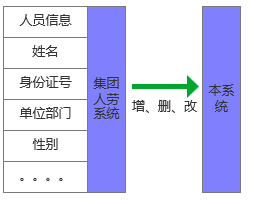 人员信息
姓名
身份证号
单位部门
性别
。。。。
集团
人劳
系统
增、删、改
本系
统